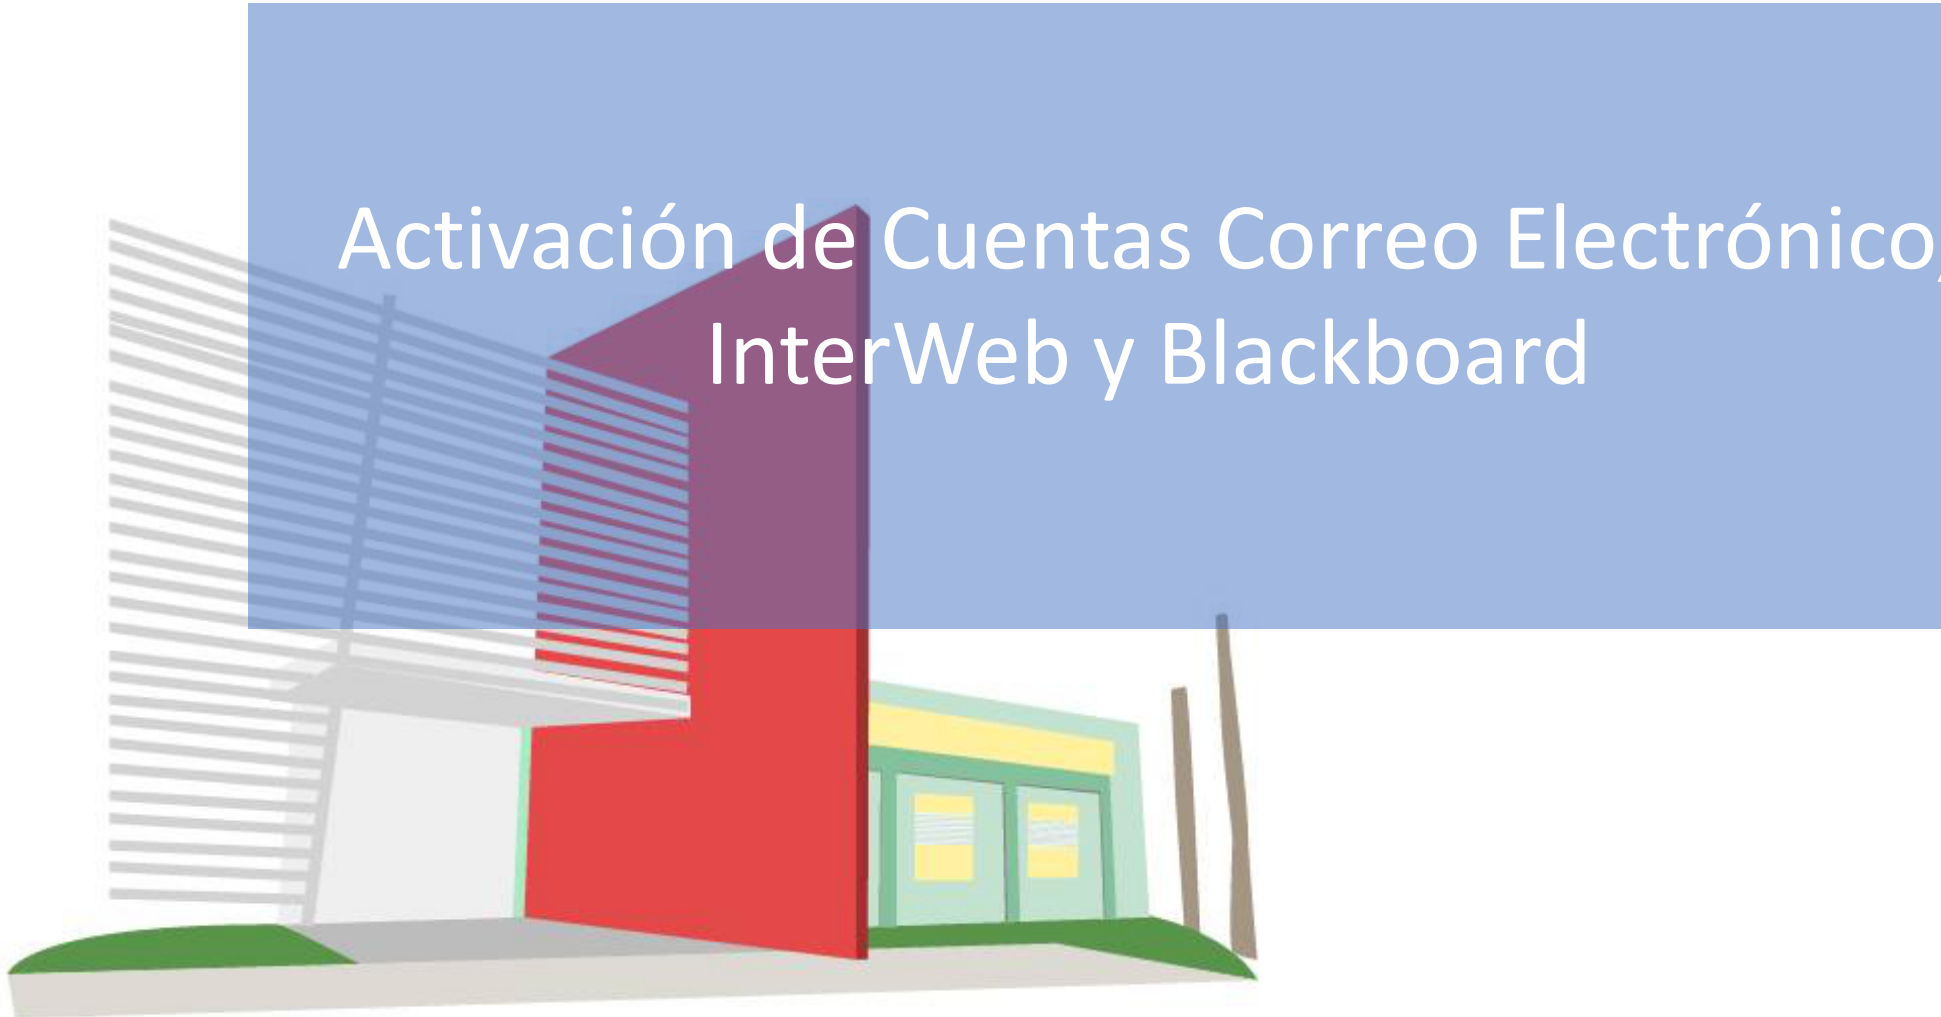 Activación de Cuentas Correo Electrónico,
InterWeb y Blackboard